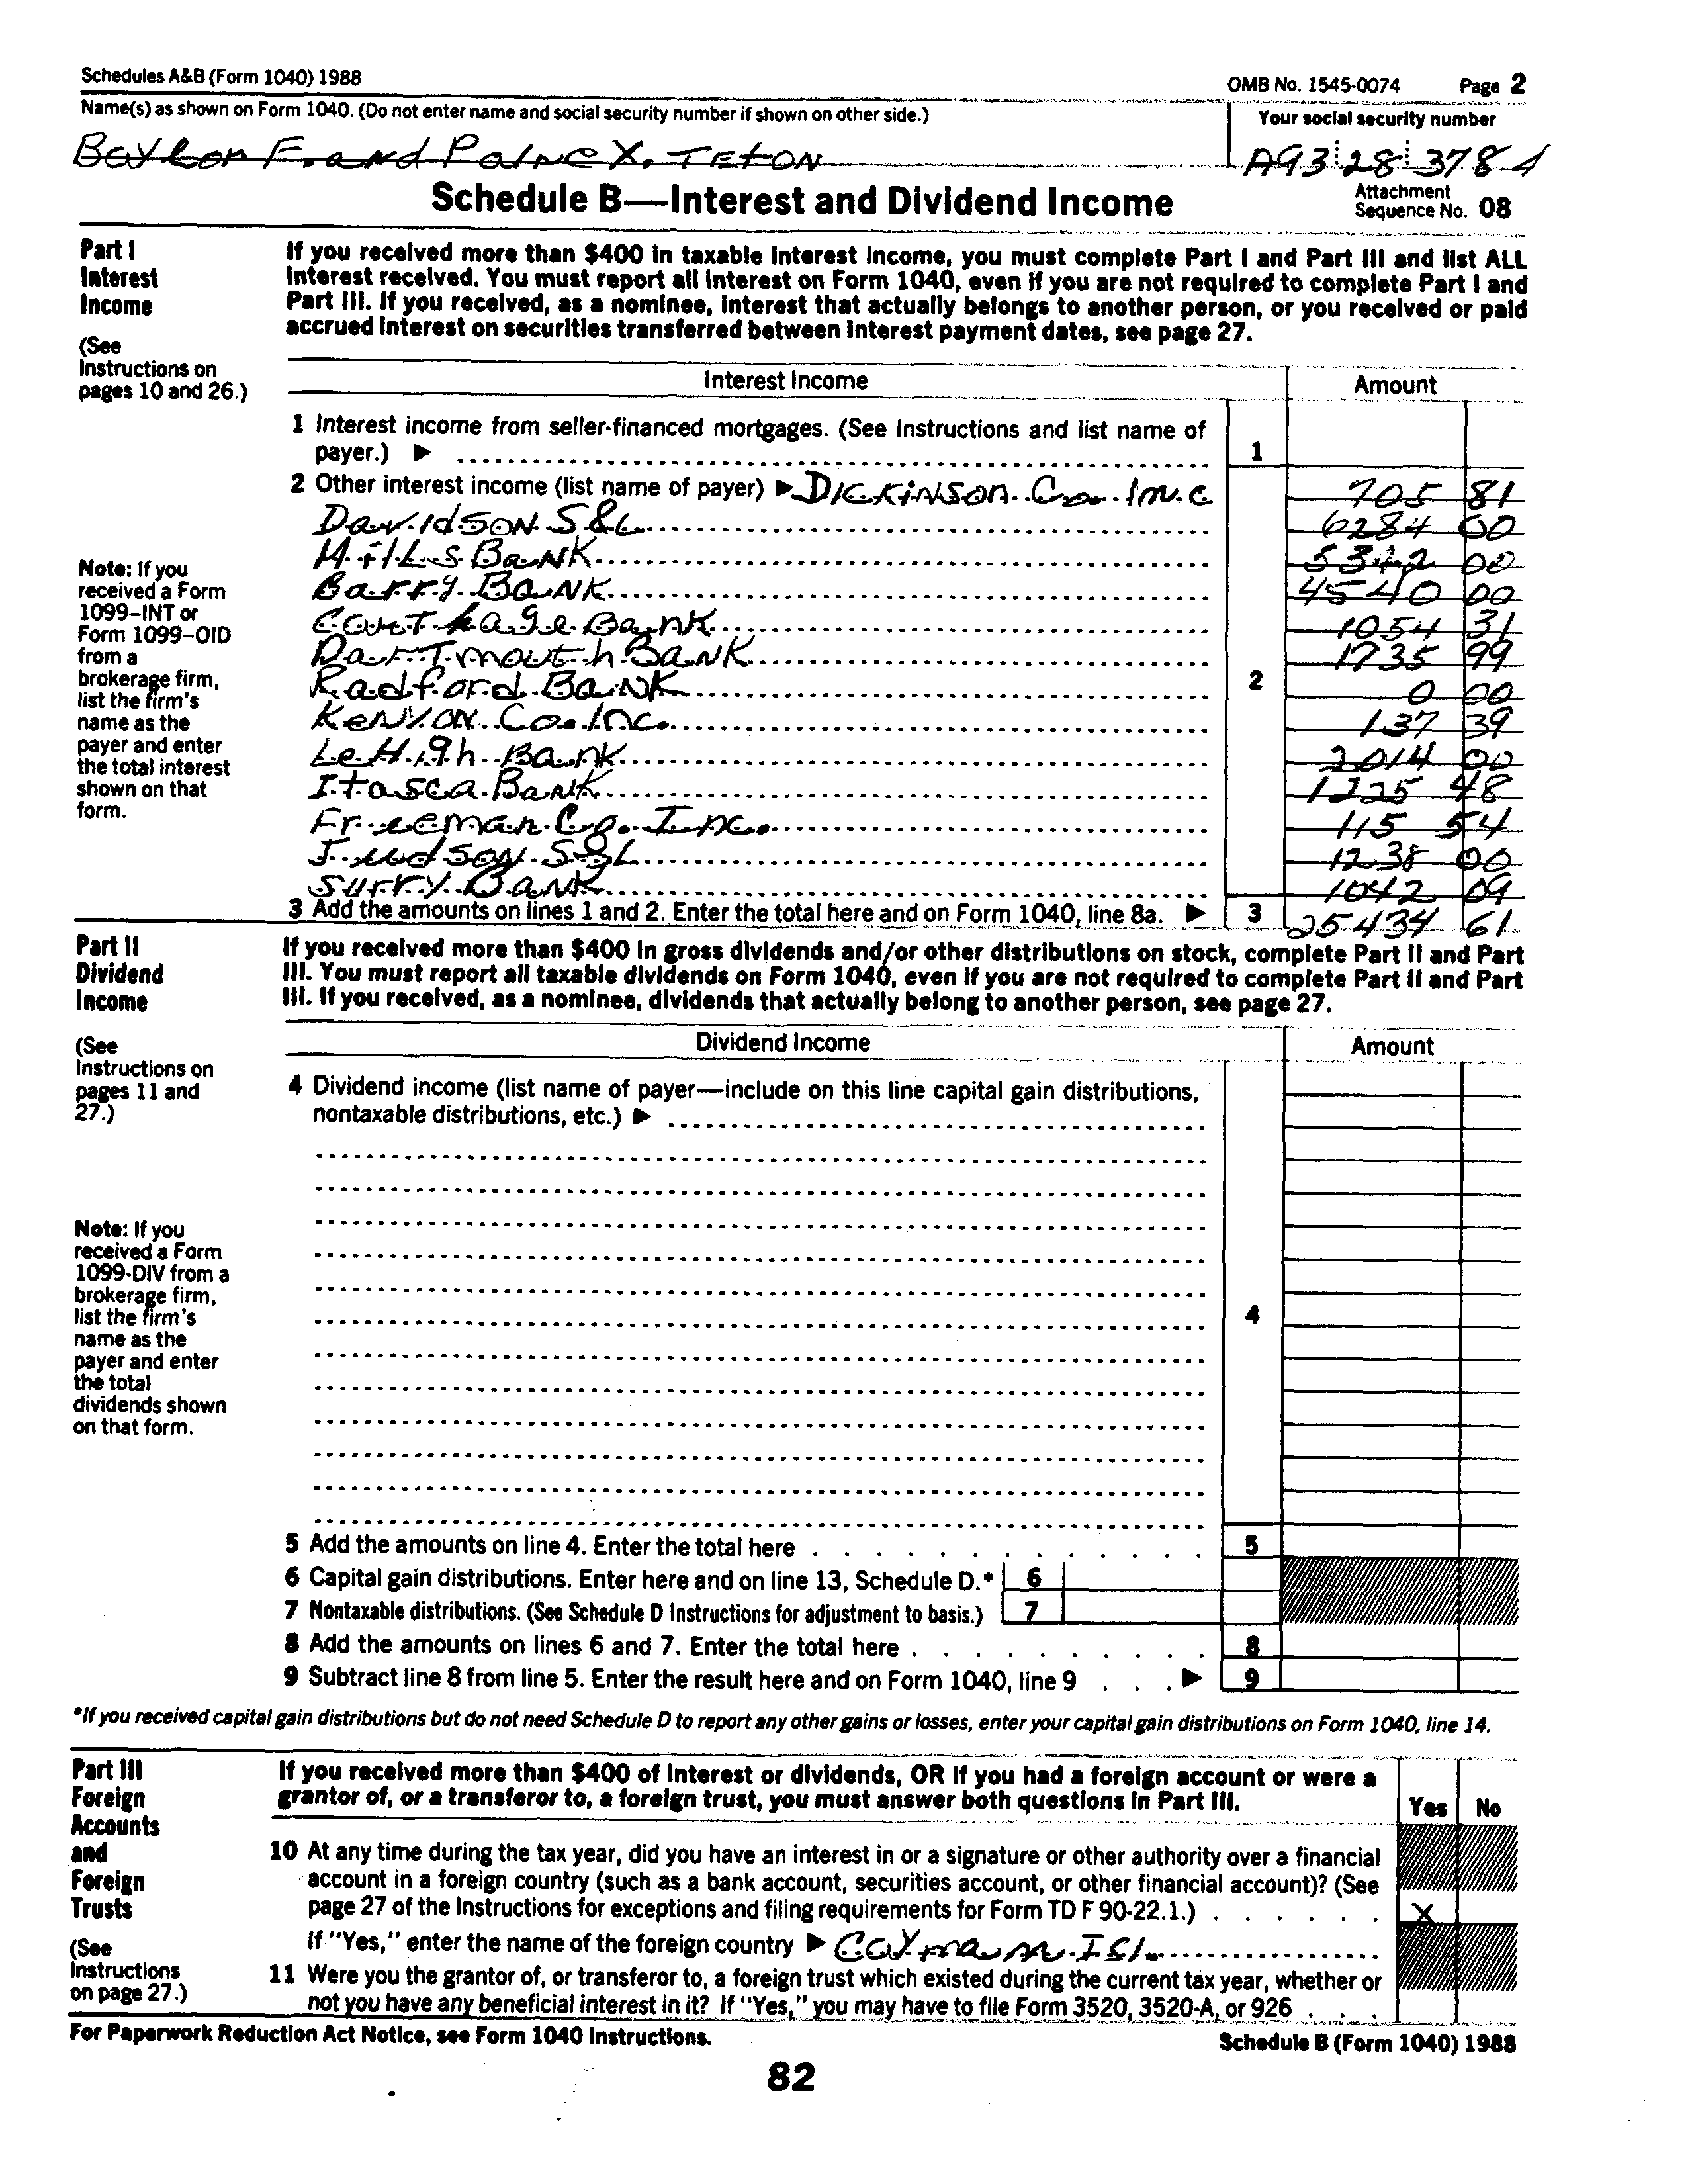 Schedules A&B (Form 1040) 1988 OMB No. 1545-0074 Page 2
Name(s) as shown on Form 1040. (Do not enter name and social security number if shown on other side.) Your social security number
Baylor F. and Paine X. TETON A93 28 3784
Schedule B—Interest and Dividend Income Attachment Sequence No. 08
Part I
Interest
Income
(See
Instructions on
pages 10 and 26.)
If you received more than $400 in taxable interest income, you must complete Part I and Part III and list ALL
interest received. You must report all interest on Form 1040, even if you are not required to complete Part I and
Part III. If you received, as a nominee, interest that actually belongs to another person, or you received or paid
accrued interest on securities transferred between interest payment dates, see page 27.
Interest Income Amount
1 Interest income from seller-financed mortgages. (See Instructions and list name of
payer.) ▶ 1
2 Other interest income (list name of payer) ▶ Dickinson Co. Inc 705 81
Davidson S&L 6284 00
Mills Bank 5342 00
Barry Bank 4540 00
Carthage Bank 1054 31
Dartmouth Bank 1735 99
Radford Bank 2 0 00
Kenyon Co. Inc. 137 39
Lehigh Bank 2014 00
Itasca Bank 1225 48
Freeman Co. Inc. 115 54
Judson S&L 1238 00
Surry Bank 1042 09
Note: If you
received a Form
1099–INT or
Form 1099–OID
from a
brokerage firm,
list the firm's
name as the
payer and enter
the total interest
shown on that
form.
3 Add the amounts on lines 1 and 2. Enter the total here and on Form 1040, line 8a. ▶ 3 25434 61
Part II
Dividend
Income
(See
Instructions on
pages 11 and
27.)
If you received more than $400 in gross dividends and/or other distributions on stock, complete Part II and Part
III. You must report all taxable dividends on Form 1040, even if you are not required to complete Part II and Part
III. If you received, as a nominee, dividends that actually belong to another person, see page 27.
Dividend Income Amount
4 Dividend income (list name of payer—include on this line capital gain distributions,
nontaxable distributions, etc.) ▶
Note: If you
received a Form
1099-DIV from a
brokerage firm,
list the firm's
name as the
payer and enter
the total
dividends shown
on that form.
4
5 Add the amounts on line 4. Enter the total here 5
6 Capital gain distributions. Enter here and on line 13, Schedule D.* 6
7 Nontaxable distributions. (See Schedule D Instructions for adjustment to basis.) 7
8 Add the amounts on lines 6 and 7. Enter the total here 8
9 Subtract line 8 from line 5. Enter the result here and on Form 1040, line 9 ▶ 9
*If you received capital gain distributions but do not need Schedule D to report any other gains or losses, enter your capital gain distributions on Form 1040, line 14.
Part III
Foreign
Accounts
and
Foreign
Trusts
(See
Instructions
on page 27.)
If you received more than $400 of interest or dividends, OR if you had a foreign account or were a
grantor of, or a transferor to, a foreign trust, you must answer both questions in Part III. Yes No
10 At any time during the tax year, did you have an interest in or a signature or other authority over a financial
account in a foreign country (such as a bank account, securities account, or other financial account)? (See
page 27 of the Instructions for exceptions and filing requirements for Form TD F 90-22.1.) X
If "Yes," enter the name of the foreign country ▶ Cayman Isl.
11 Were you the grantor of, or transferor to, a foreign trust which existed during the current tax year, whether or
not you have any beneficial interest in it? If "Yes," you may have to file Form 3520, 3520-A, or 926
For Paperwork Reduction Act Notice, see Form 1040 Instructions. Schedule B (Form 1040) 1988
82